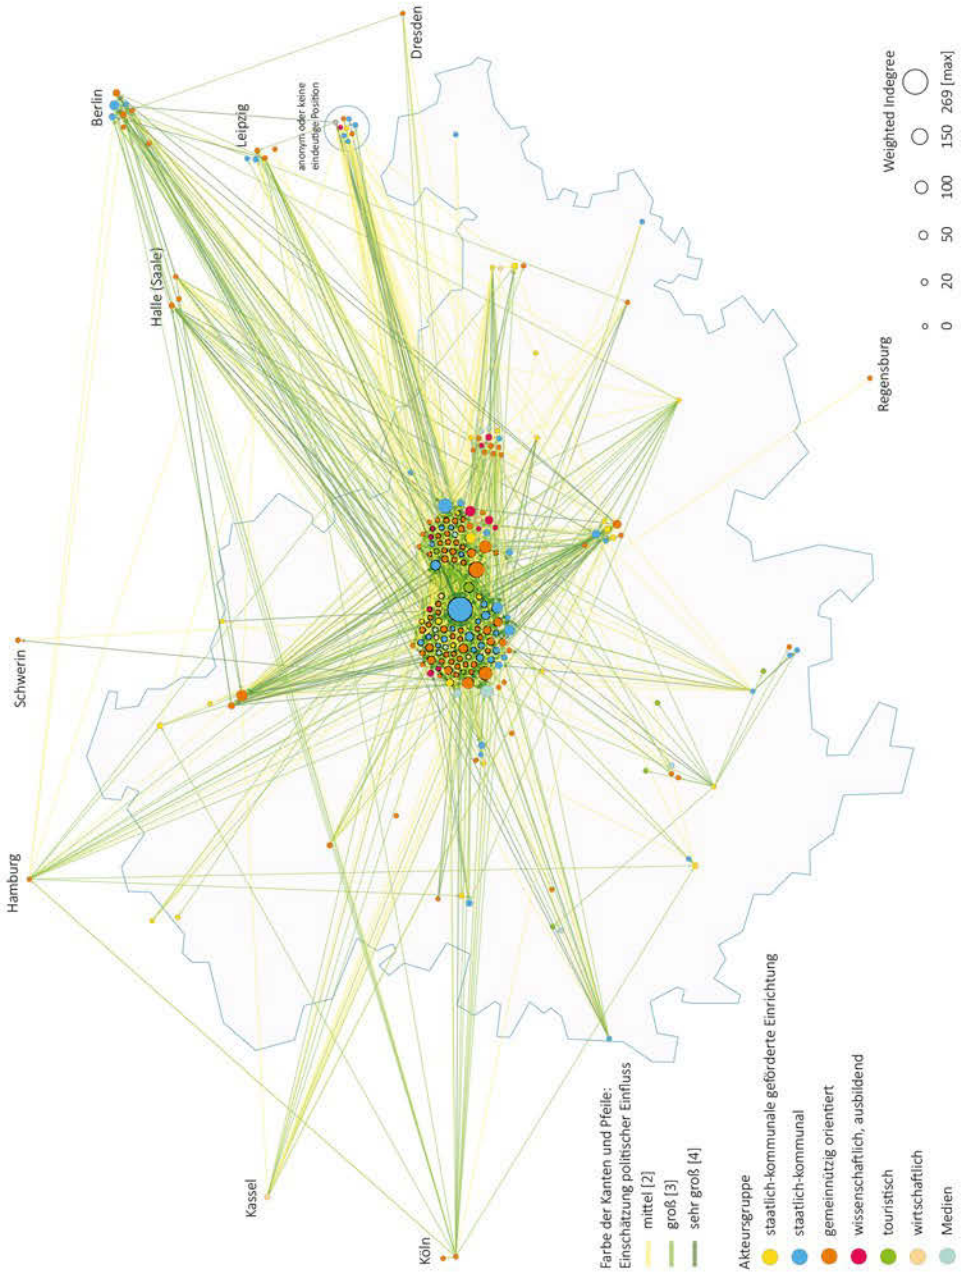 Schwerin
Hamburg
Berlin
Halle (Saale)
Leipzig
anonym oder keine
eindeutige Position
Dresden
Kassel
Köln
Regensburg
Farbe der Kanten und Pfeile:
Einschätzung politischer Einfluss
mittel [2]
groß [3]
sehr groß [4]
Akteursgruppe
staatlich-kommunale geförderte Einrichtung
staatlich-kommunal
gemeinnützig orientiert
wissenschaftlich, ausbildend
touristisch
wirtschaftlich
Medien
Weighted Indegree
0 20 50 100 150 269 [max]